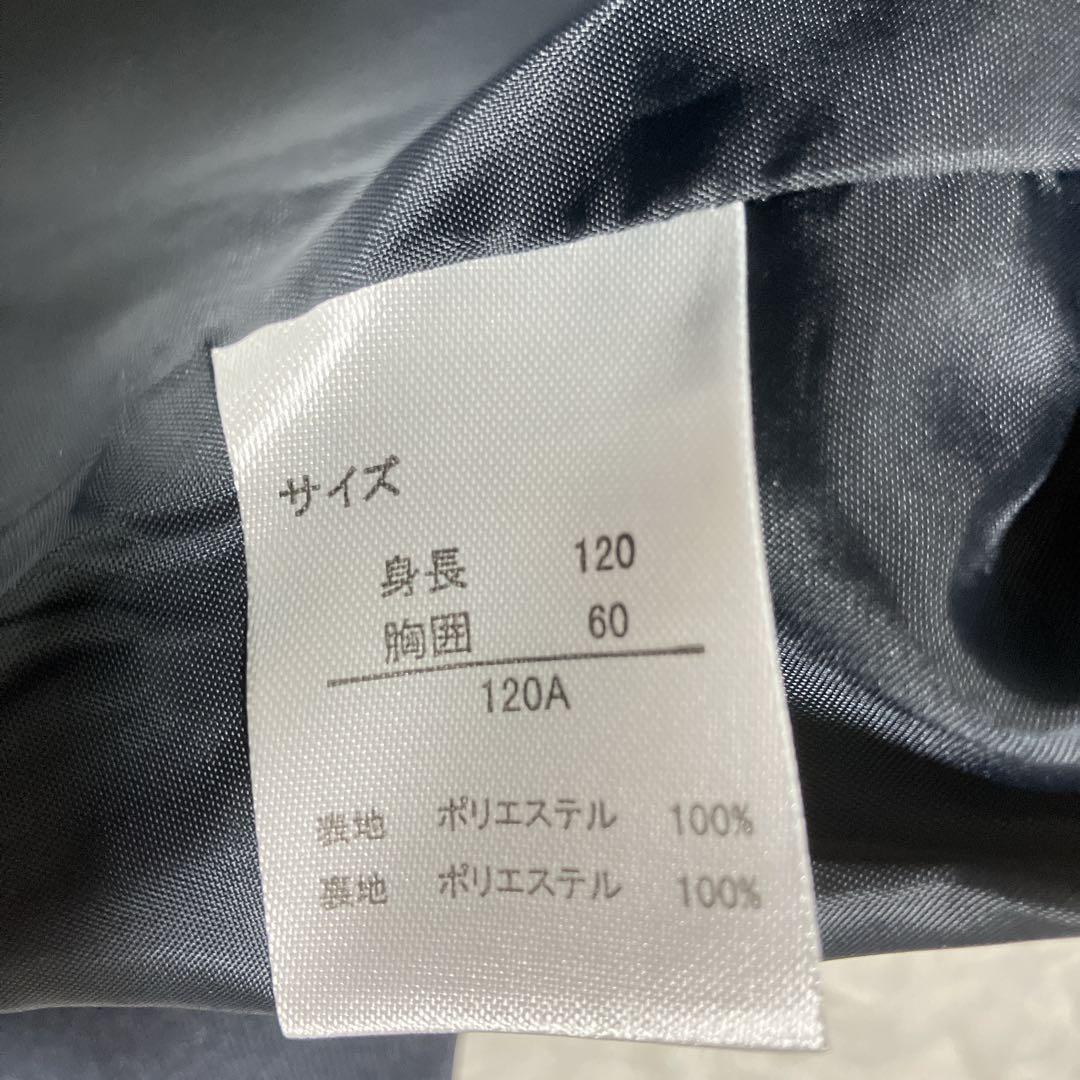 サイズ
身長 120
胸囲 60
120A
表地 ポリエステル 100%
裏地 ポリエステル 100%